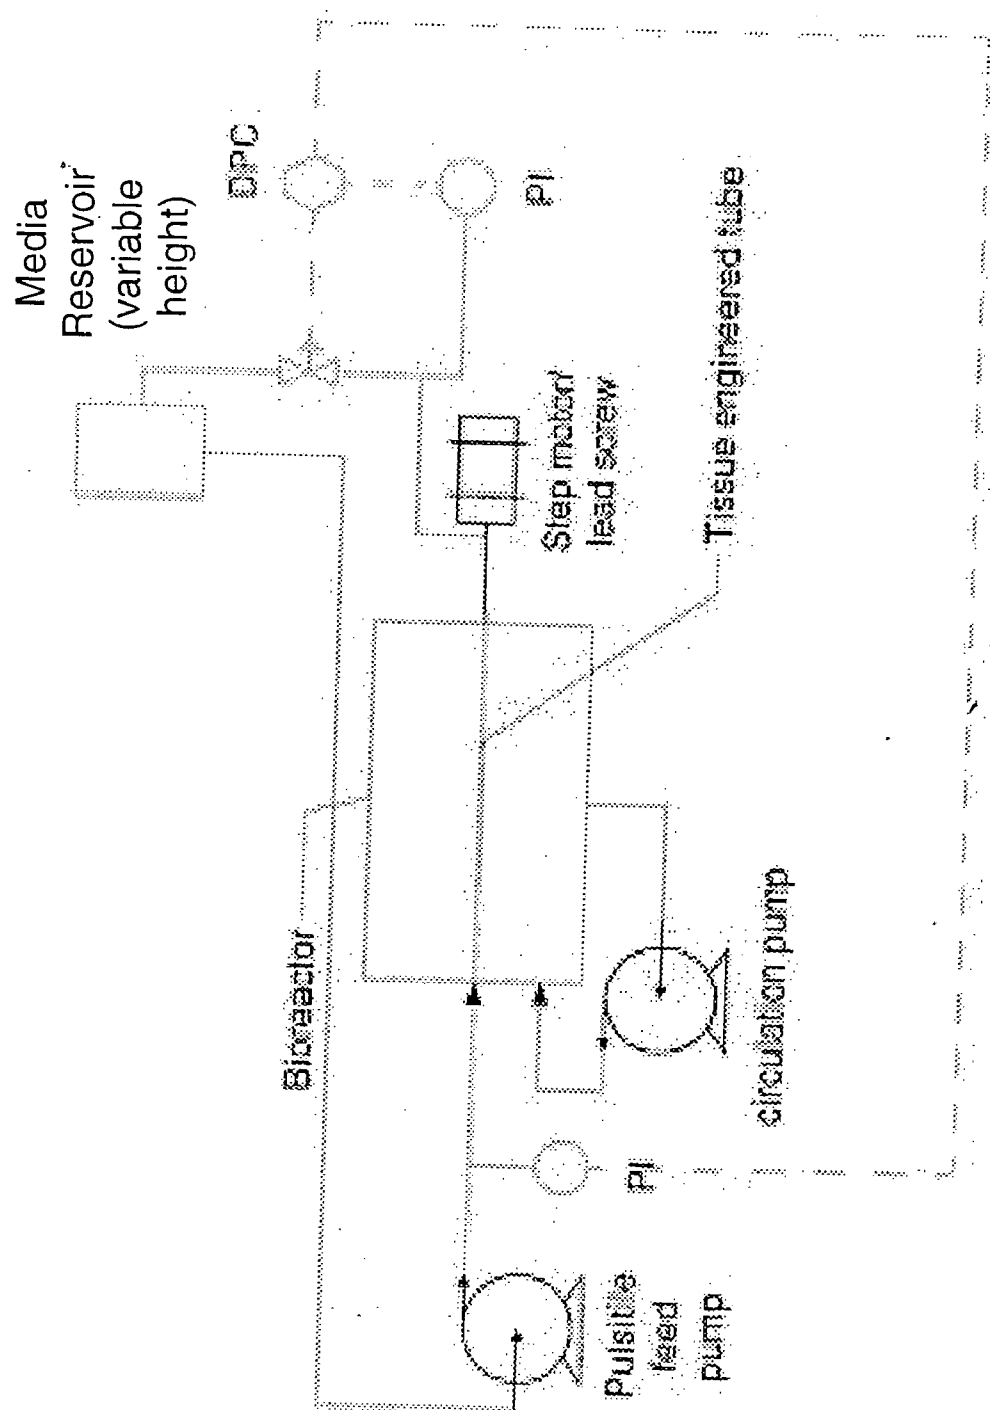 Media
Reservoir
(variable
height)
DPC
Bioreactor
PI
Step
lead screw
Pulsitile
feed
pump
PI
Tissue engineered tube
circulation pump